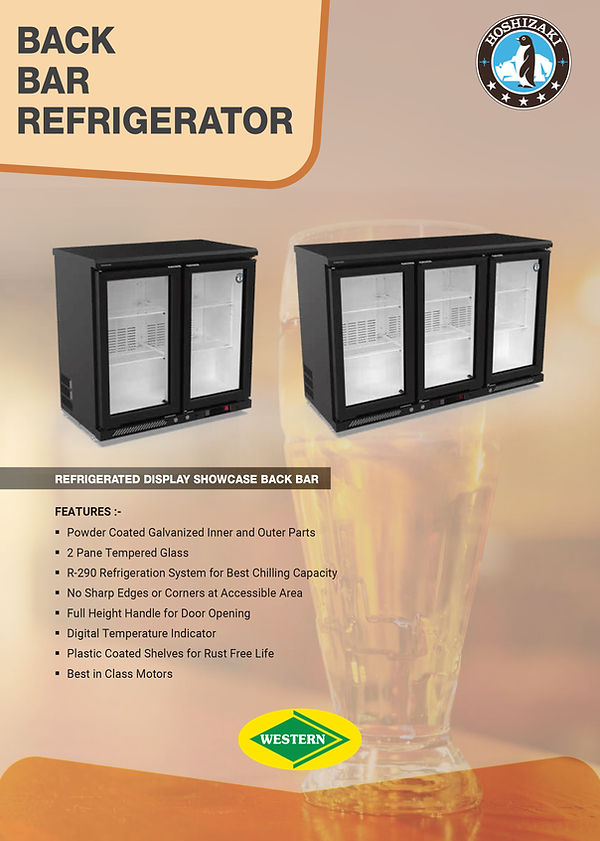 BACK
BAR
REFRIGERATOR
HOSHIZAKI
REFRIGERATED DISPLAY SHOWCASE BACK BAR
FEATURES :-
Powder Coated Galvanized Inner and Outer Parts
2 Pane Tempered Glass
R-290 Refrigeration System for Best Chilling Capacity
No Sharp Edges or Corners at Accessible Area
Full Height Handle for Door Opening
Digital Temperature Indicator
Plastic Coated Shelves for Rust Free Life
Best in Class Motors
WESTERN